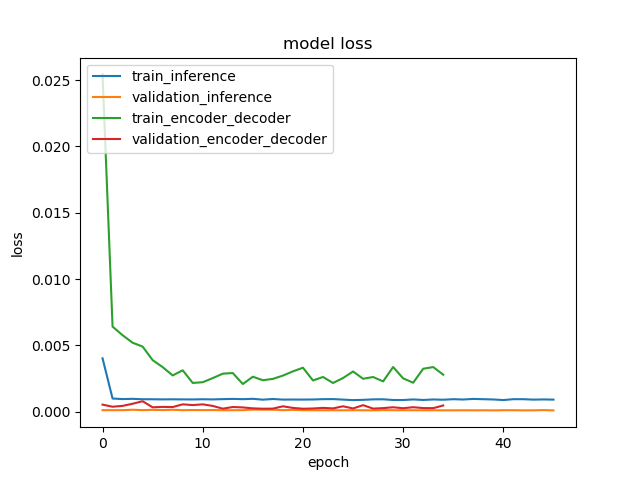 model loss
train_inference
validation_inference
train_encoder_decoder
validation_encoder_decoder
loss
0.025
0.020
0.015
0.010
0.005
0.000
0 10 20 30 40
epoch